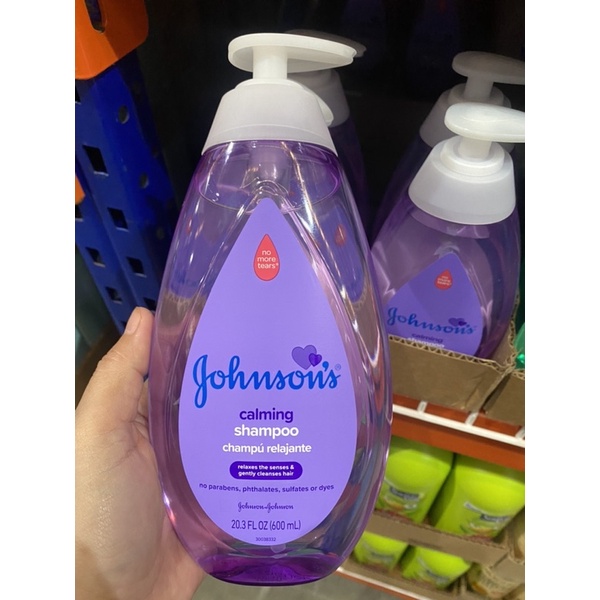 no
more
tears®
Johnson's®
calming
shampoo
champú relajante
relaxes the senses &
gently cleanses hair
no parabens, phthalates, sulfates or dyes
Johnson & Johnson
20.3 FL OZ (600 mL)
Johnson's
calming